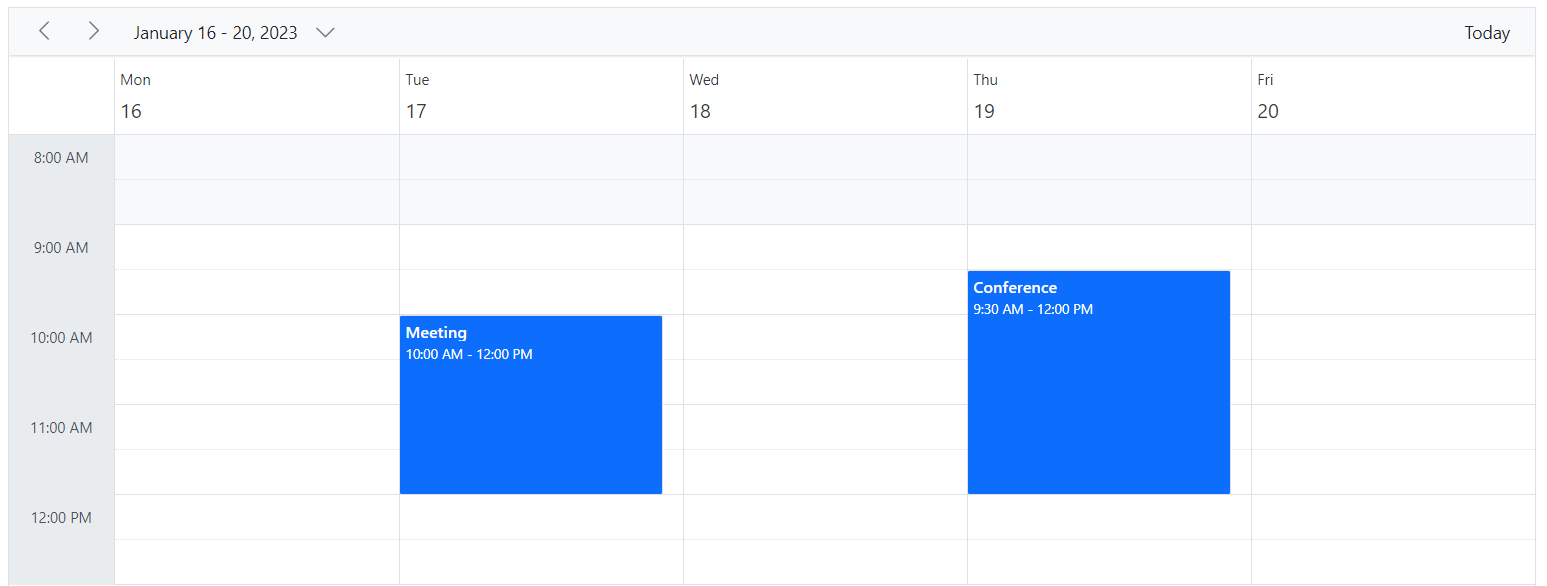 January 16 - 20, 2023
Today
Mon
16
Tue
17
Wed
18
Thu
19
Fri
20
8:00 AM
9:00 AM
Conference
9:30 AM - 12:00 PM
10:00 AM
Meeting
10:00 AM - 12:00 PM
11:00 AM
12:00 PM